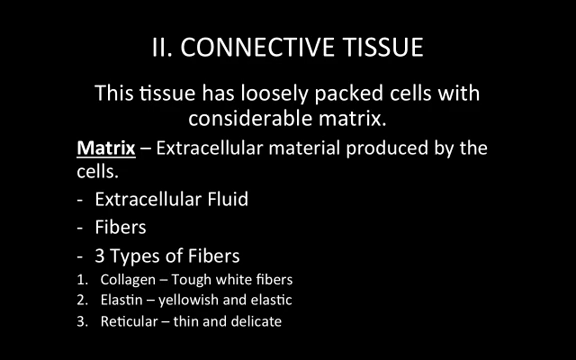 II. CONNECTIVE TISSUE
This tissue has loosely packed cells with
considerable matrix.
Matrix – Extracellular material produced by the
cells.
- Extracellular Fluid
- Fibers
- 3 Types of Fibers
1. Collagen – Tough white fibers
2. Elastin – yellowish and elastic
3. Reticular – thin and delicate